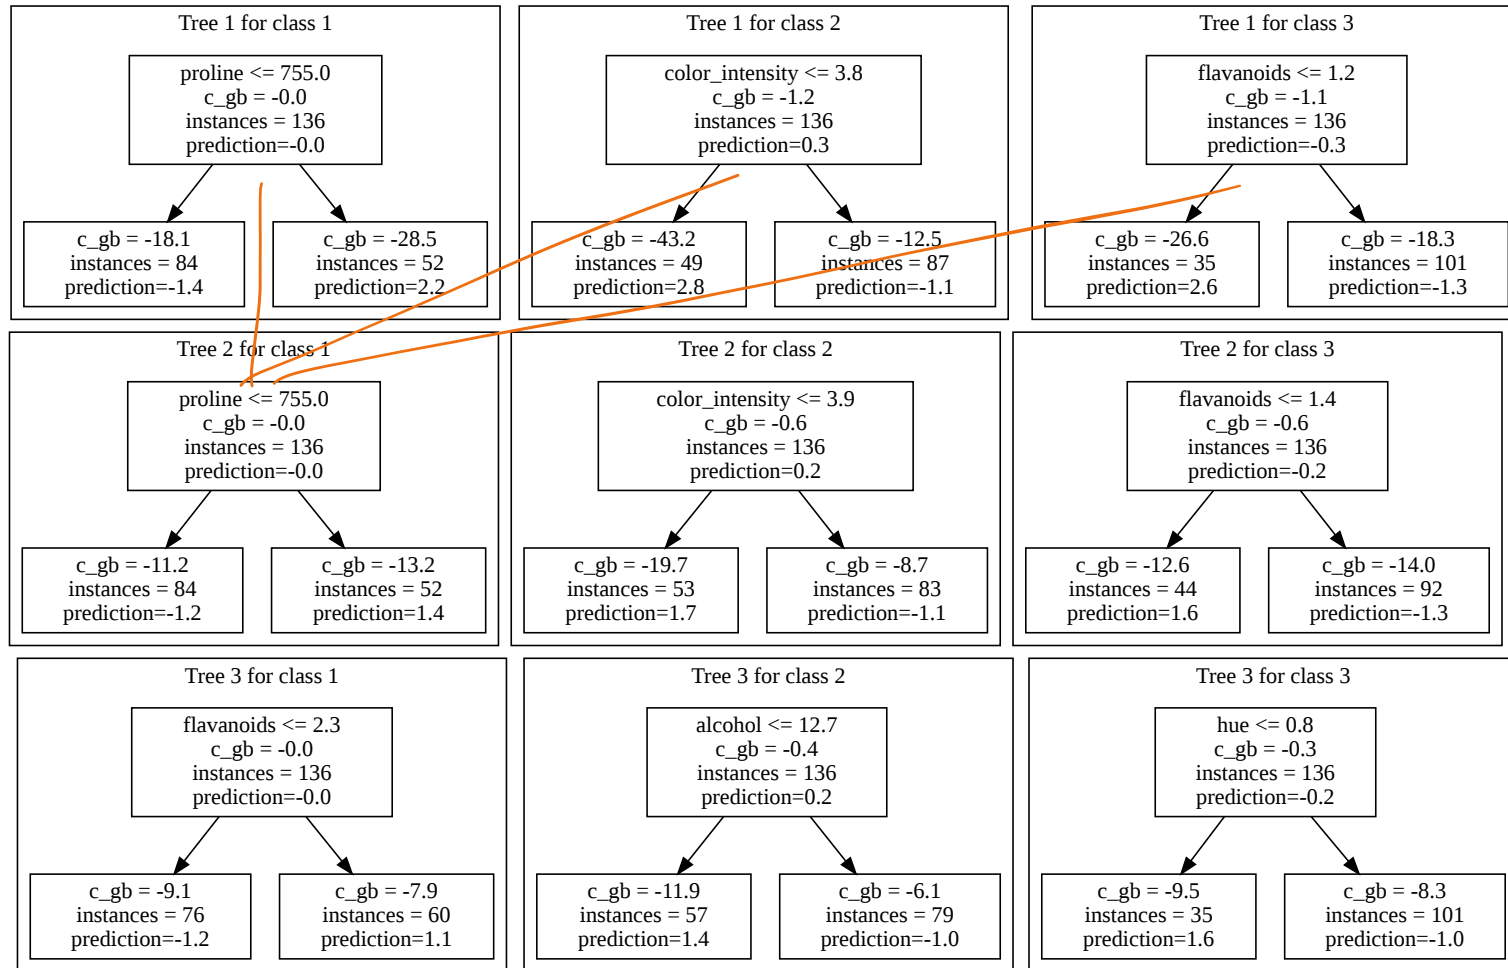 Tree 1 for class 1
proline <= 755.0
c_gb = -0.0
instances = 136
prediction=-0.0
c_gb = -18.1
instances = 84
prediction=-1.4
c_gb = -28.5
instances = 52
prediction=2.2
Tree 1 for class 2
color_intensity <= 3.8
c_gb = -1.2
instances = 136
prediction=0.3
c_gb = -43.2
instances = 49
prediction=2.8
c_gb = -12.5
instances = 87
prediction=-1.1
Tree 1 for class 3
flavanoids <= 1.2
c_gb = -1.1
instances = 136
prediction=-0.3
c_gb = -26.6
instances = 35
prediction=2.6
c_gb = -18.3
instances = 101
prediction=-1.3
Tree 2 for class 1
proline <= 755.0
c_gb = -0.0
instances = 136
prediction=-0.0
c_gb = -11.2
instances = 84
prediction=-1.2
c_gb = -13.2
instances = 52
prediction=1.4
Tree 2 for class 2
color_intensity <= 3.9
c_gb = -0.6
instances = 136
prediction=0.2
c_gb = -19.7
instances = 53
prediction=1.7
c_gb = -8.7
instances = 83
prediction=-1.1
Tree 2 for class 3
flavanoids <= 1.4
c_gb = -0.6
instances = 136
prediction=-0.2
c_gb = -12.6
instances = 44
prediction=1.6
c_gb = -14.0
instances = 92
prediction=-1.3
Tree 3 for class 1
flavanoids <= 2.3
c_gb = -0.0
instances = 136
prediction=-0.0
c_gb = -9.1
instances = 76
prediction=-1.2
c_gb = -7.9
instances = 60
prediction=1.1
Tree 3 for class 2
alcohol <= 12.7
c_gb = -0.4
instances = 136
prediction=0.2
c_gb = -11.9
instances = 57
prediction=1.4
c_gb = -6.1
instances = 79
prediction=-1.0
Tree 3 for class 3
hue <= 0.8
c_gb = -0.3
instances = 136
prediction=-0.2
c_gb = -9.5
instances = 35
prediction=1.6
c_gb = -8.3
instances = 101
prediction=-1.0